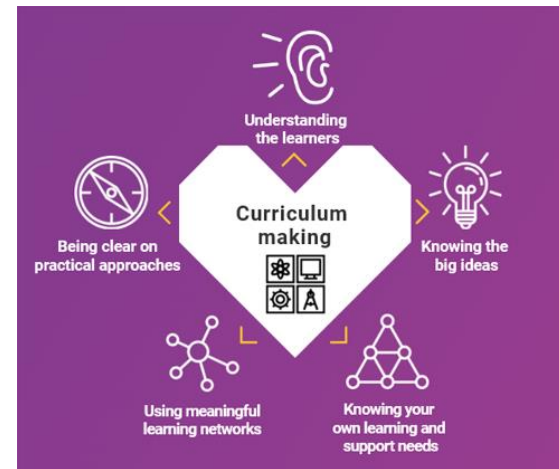 Understanding
the learners
Curriculum
making
Being clear on
practical approaches
Knowing the
big ideas
Using meaningful
learning networks
Knowing your
own learning and
support needs